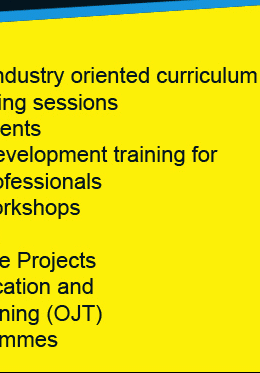 ndustry oriented curriculum
ing sessions
ents
evelopment training for
ofessionals
orkshops
e Projects
cation and
ning (OJT)
mmes